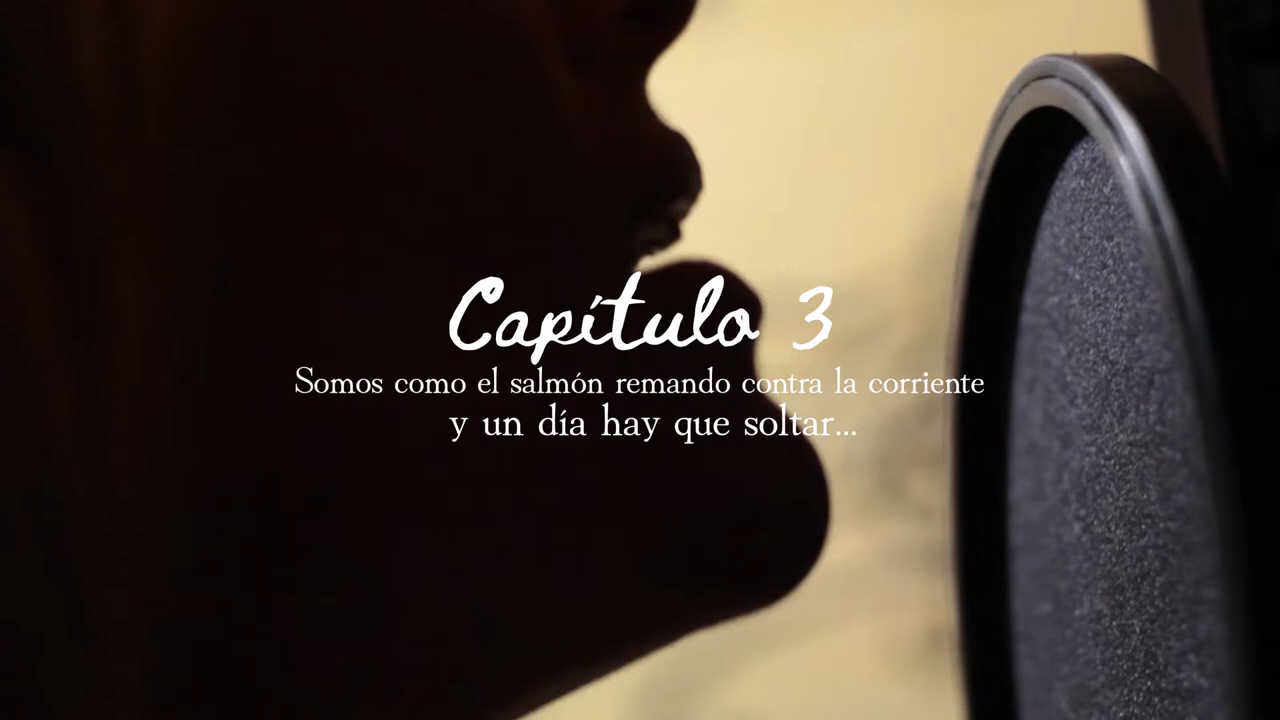 Capítulo 3
Somos como el salmón remando contra la corriente
y un día hay que soltar...